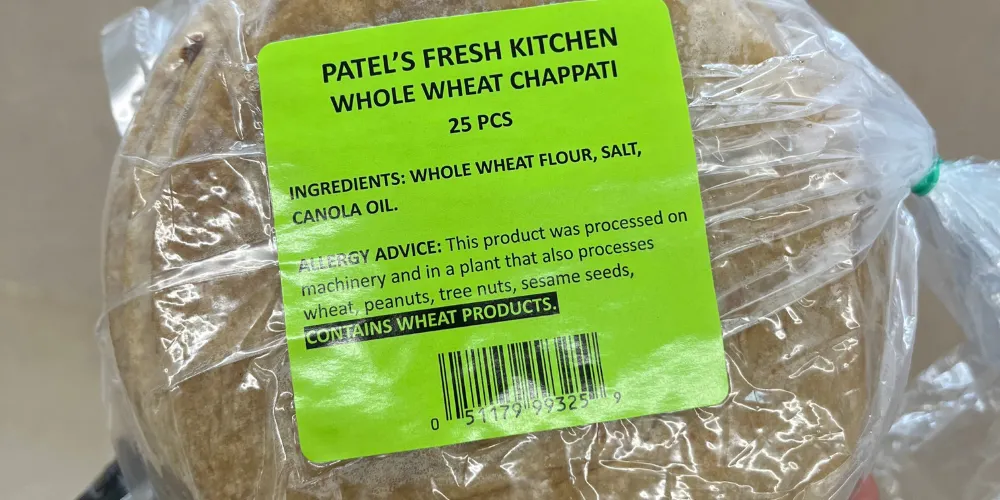 PATEL'S FRESH KITCHEN
WHOLE WHEAT CHAPPATI
25 PCS
INGREDIENTS: WHOLE WHEAT FLOUR, SALT,
CANOLA OIL.
ALLERGY ADVICE: This product was processed on
machinery and in a plant that also processes
wheat, peanuts, tree nuts, sesame seeds,
CONTAINS WHEAT PRODUCTS.
0 51179 99325 9